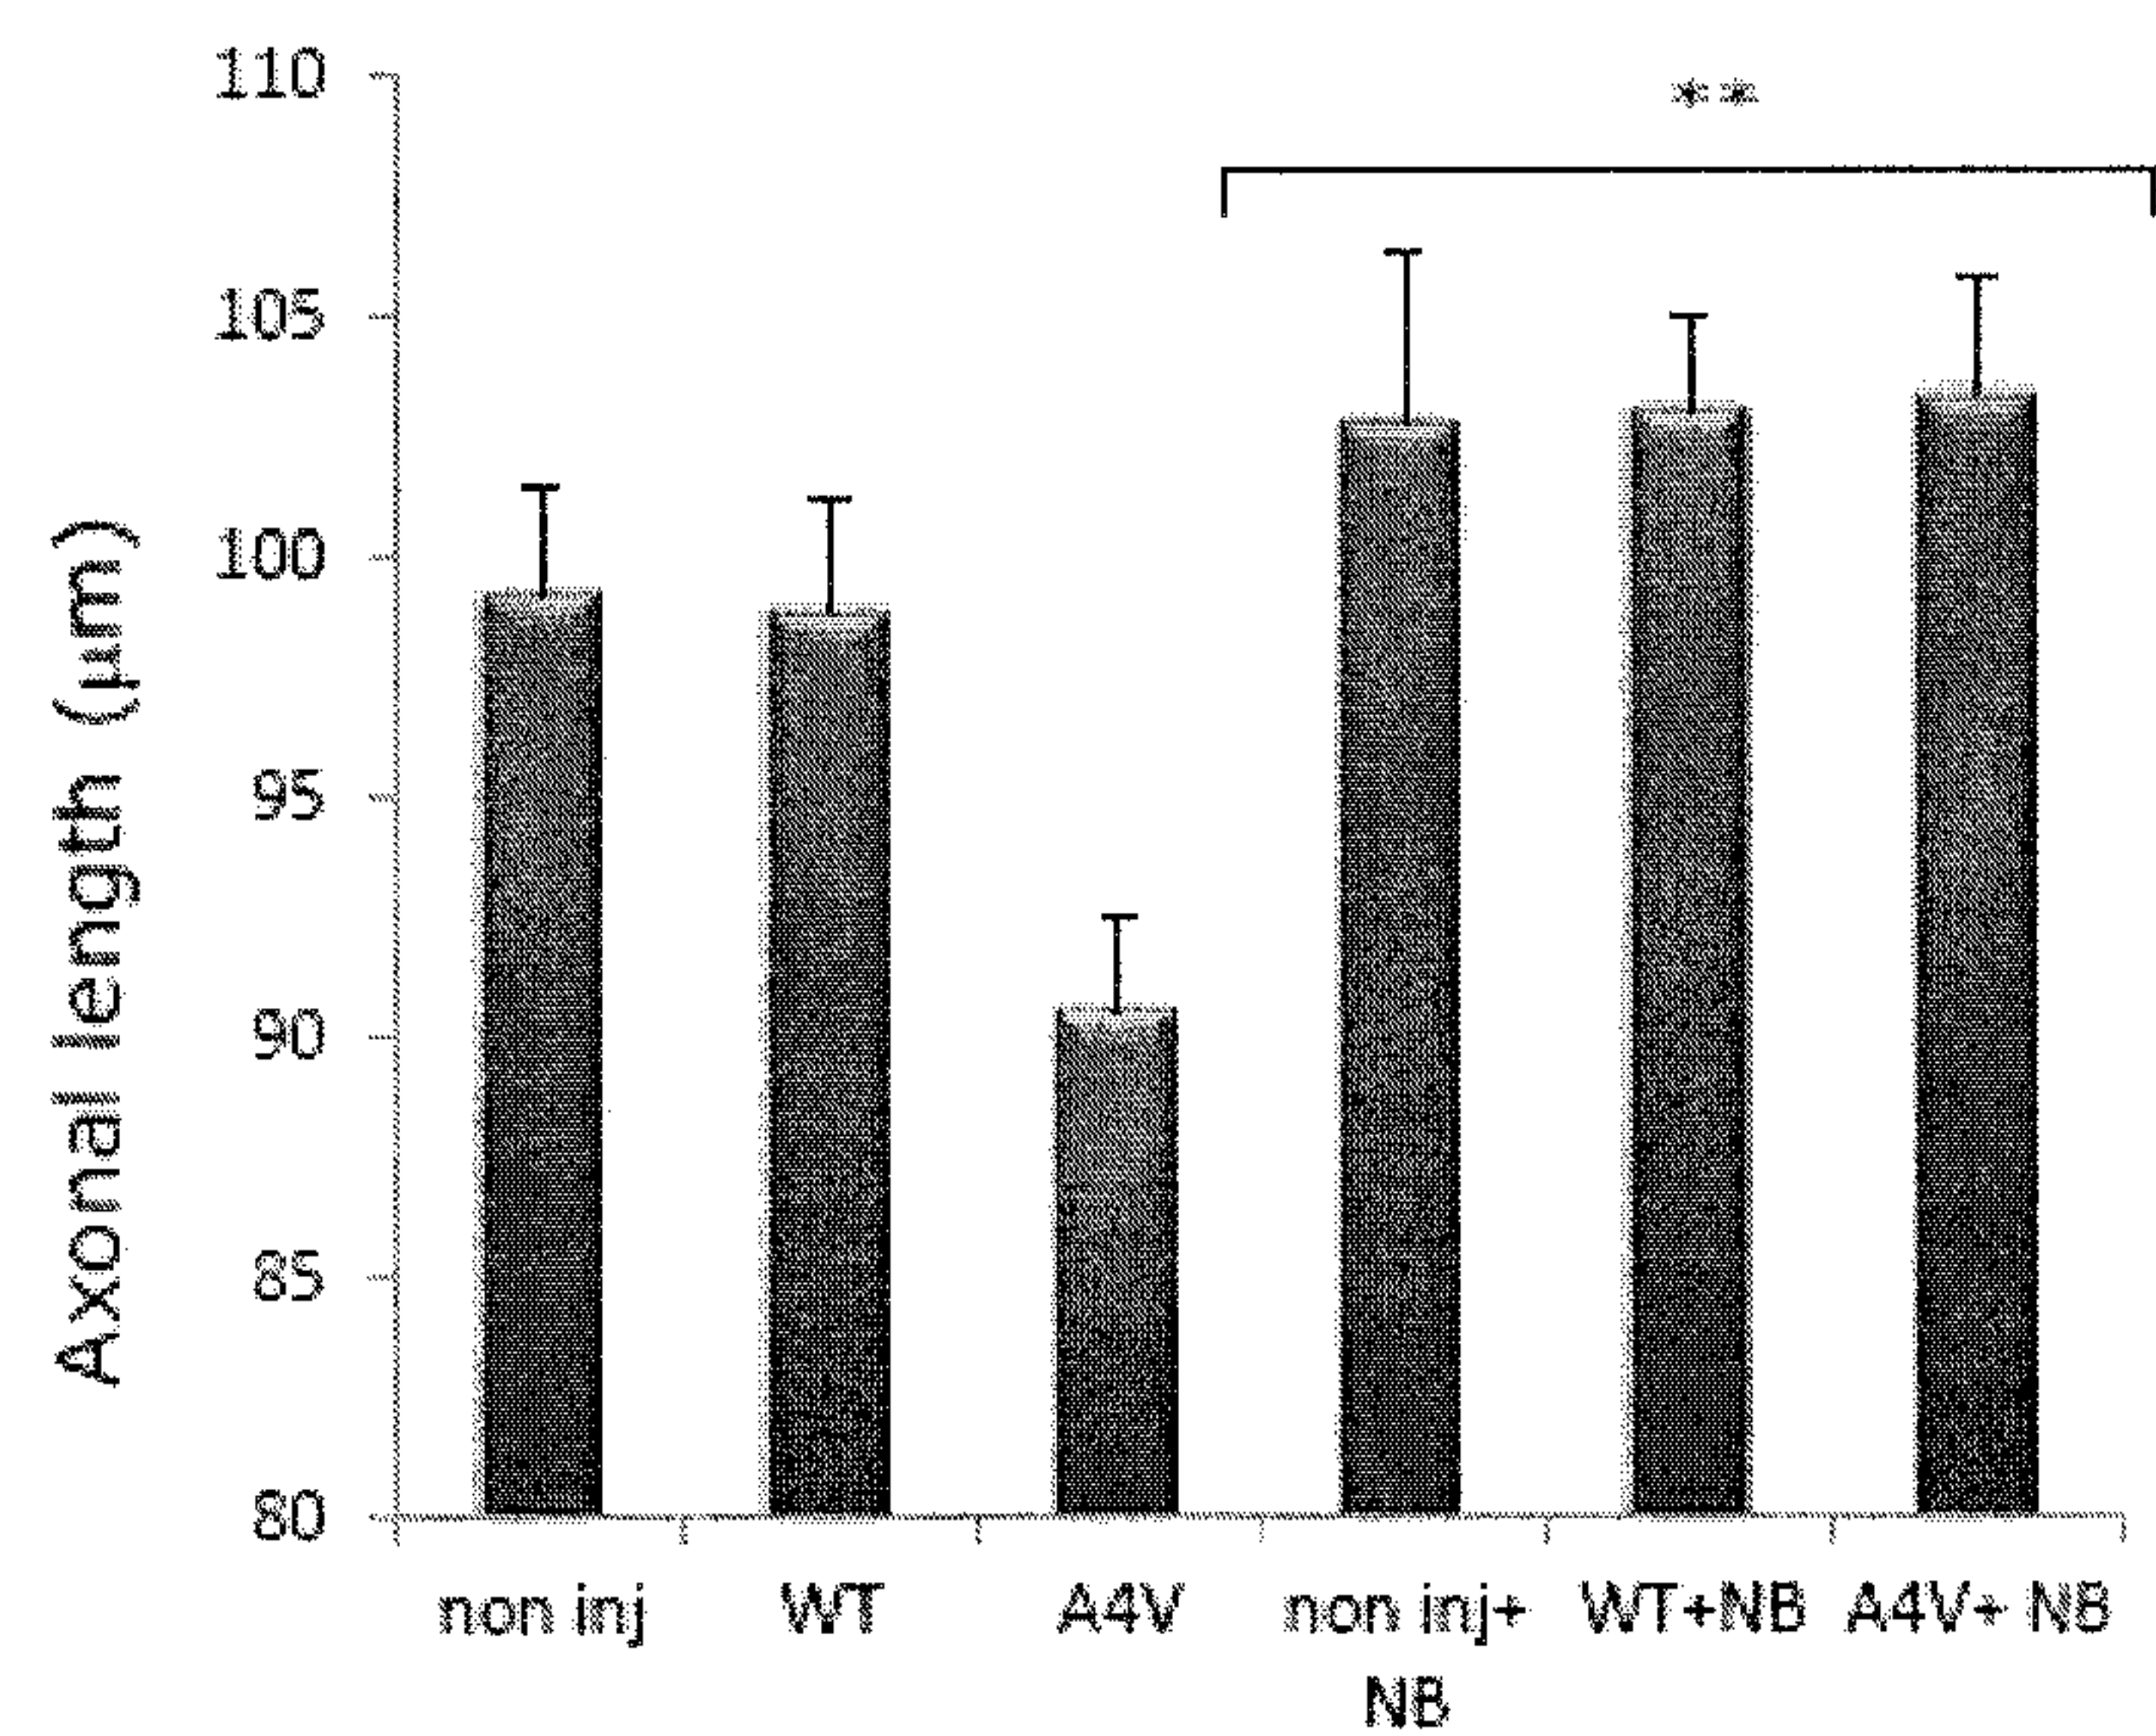 110
**
105
100
95
90
85
80
Axonal length (µm)
non inj WT A4V non inj+ WT+NB A4V+ NB
NB